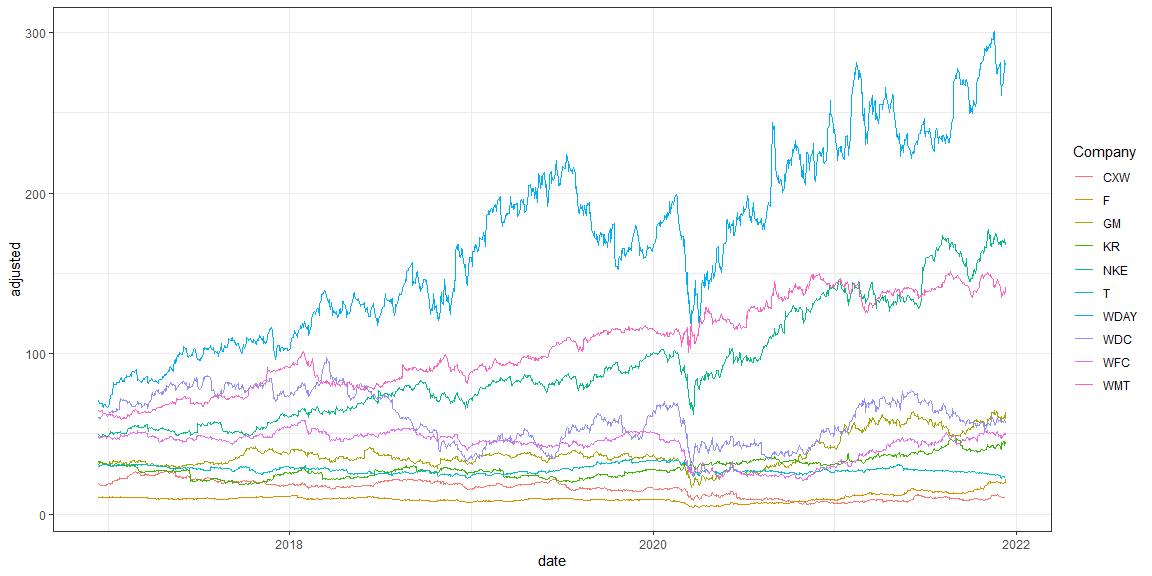 300
200
100
0
adjusted
2018
2020
2022
date
Company
CXW
F
GM
KR
NKE
T
WDAY
WDC
WFC
WMT